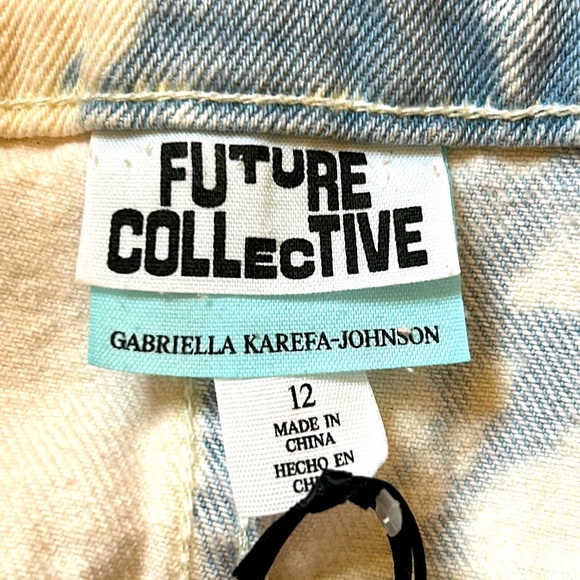 FUTURE
COLLECTIVE
GABRIELLA KAREFA-JOHNSON
12
MADE IN
CHINA
HECHO EN